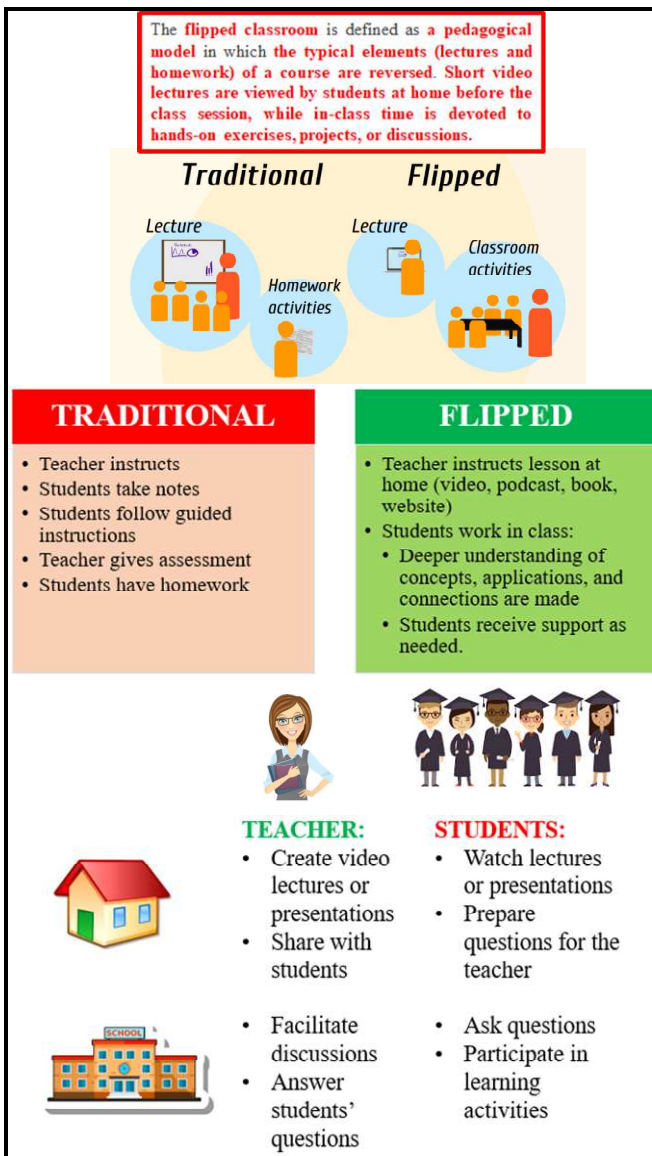 The flipped classroom is defined as a pedagogical
model in which the typical elements (lectures and
homework) of a course are reversed. Short video
lectures are viewed by students at home before the
class session, while in-class time is devoted to
hands-on exercises, projects, or discussions.
Traditional
Flipped
Lecture
Homework
activities
Lecture
Classroom
activities
TRADITIONAL
• Teacher instructs
• Students take notes
• Students follow guided
instructions
• Teacher gives assessment
• Students have homework
FLIPPED
• Teacher instructs lesson at
home (video, podcast, book,
website)
• Students work in class:
• Deeper understanding of
concepts, applications, and
connections are made
• Students receive support as
needed.
TEACHER:
• Create video
lectures or
presentations
• Share with
students
STUDENTS:
• Watch lectures
or presentations
• Prepare
questions for the
teacher
SCHOOL
• Facilitate
discussions
• Answer
students’
questions
• Ask questions
• Participate in
learning
activities